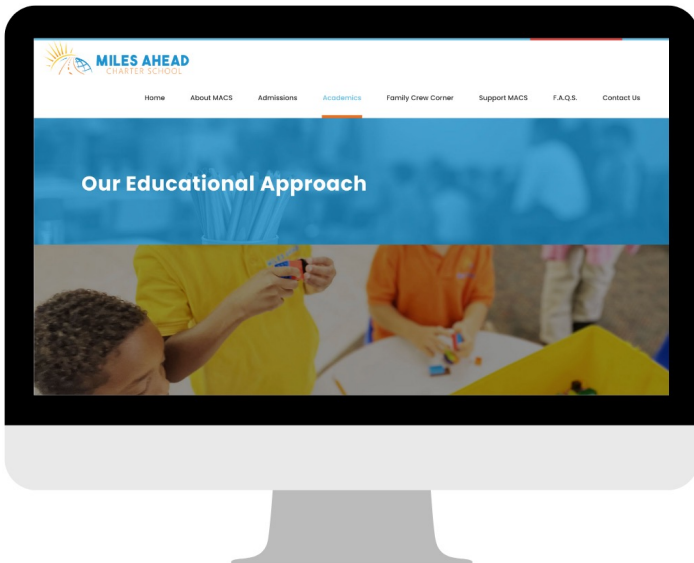 MILES AHEAD
CHARTER SCHOOL
Home About MACS Admissions Academics Family Crew Corner Support MACS F.A.Q.S. Contact Us
Our Educational Approach